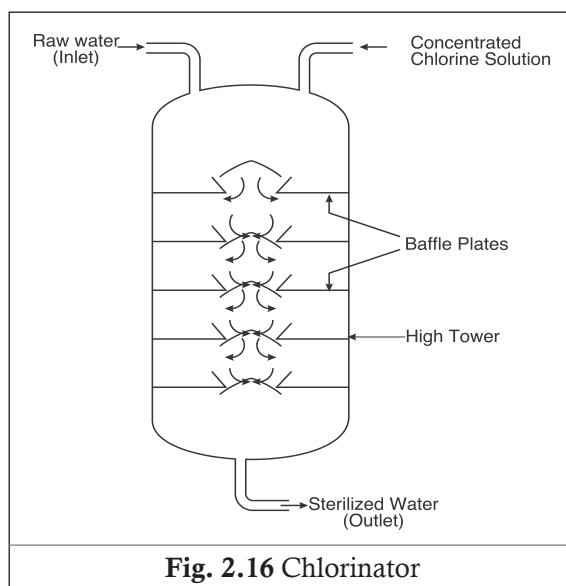 Raw water
(Inlet)
Concentrated
Chlorine Solution
Baffle Plates
High Tower
Sterilized Water
(Outlet)
Fig. 2.16 Chlorinator